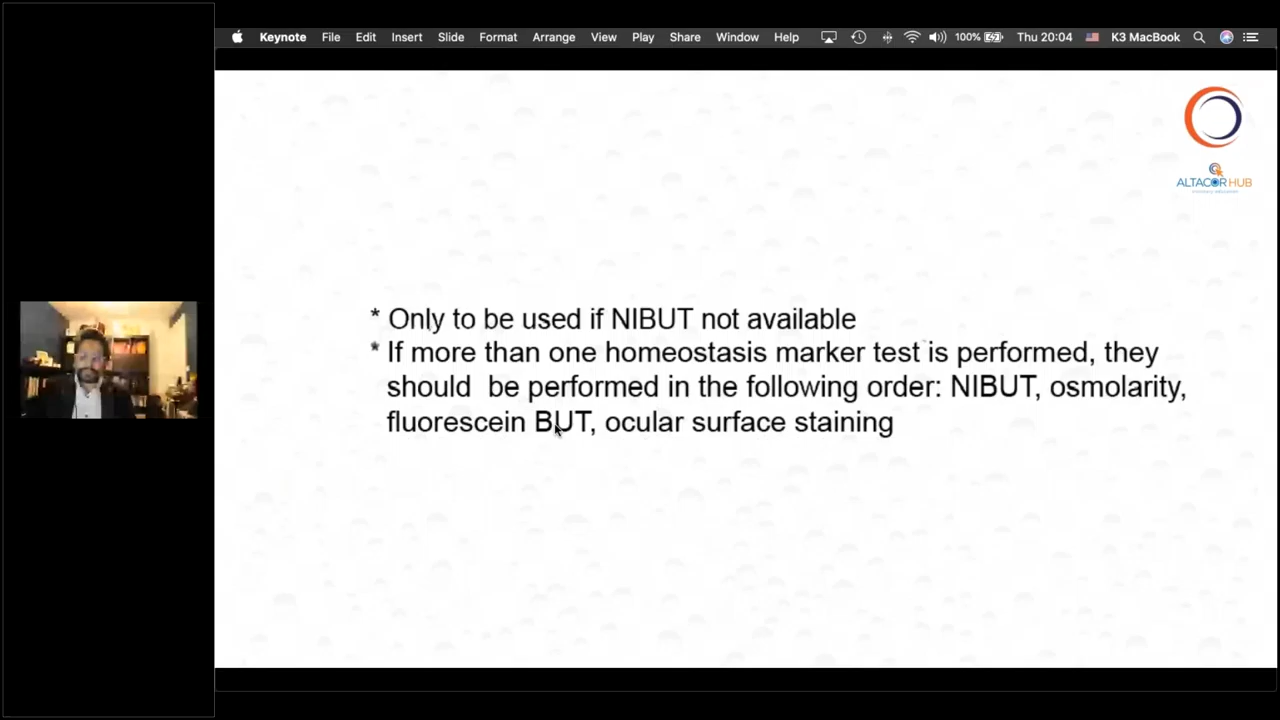 Keynote File Edit Insert Slide Format Arrange View Play Share Window Help 100% Thu 20:04 K3 MacBook
ALTACOR HUB
* Only to be used if NIBUT not available
* If more than one homeostasis marker test is performed, they
should be performed in the following order: NIBUT, osmolarity,
fluorescein BUT, ocular surface staining